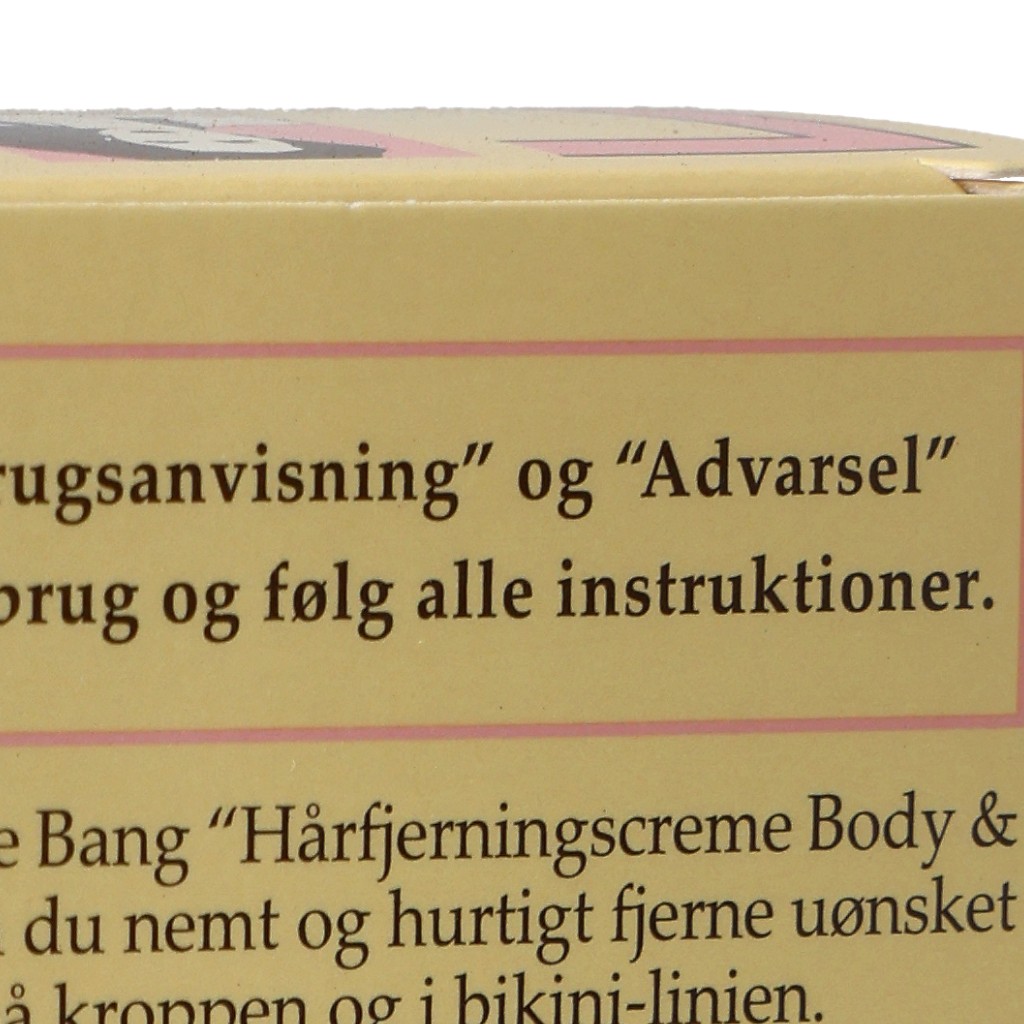 rugsanvisning” og “Advarsel”
brug og følg alle instruktioner.
e Bang “Hårfjerningscreme Body &
du nemt og hurtigt fjerne uønsket
å kroppen og i bikini-linien.